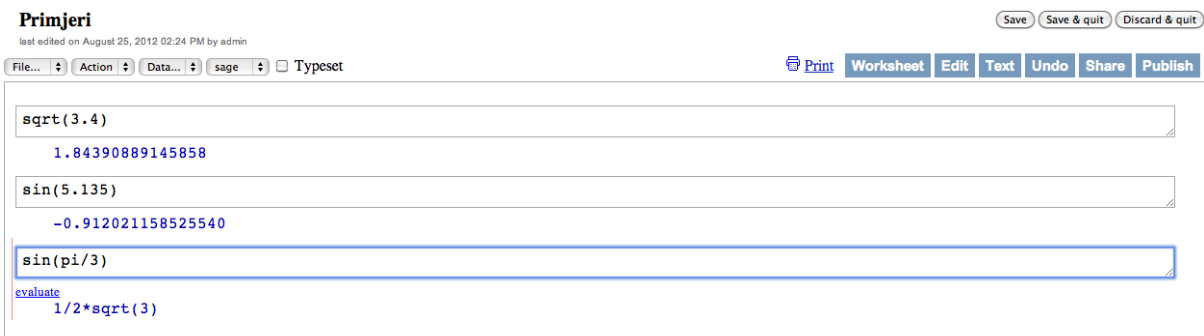 Primjeri
Save Save & quit Discard & quit
last edited on August 25, 2012 02:24 PM by admin
File... Action Data... sage Typeset Print Worksheet Edit Text Undo Share Publish
sqrt(3.4)
1.84390889145858
sin(5.135)
-0.912021158525540
sin(pi/3)
evaluate
1/2*sqrt(3)